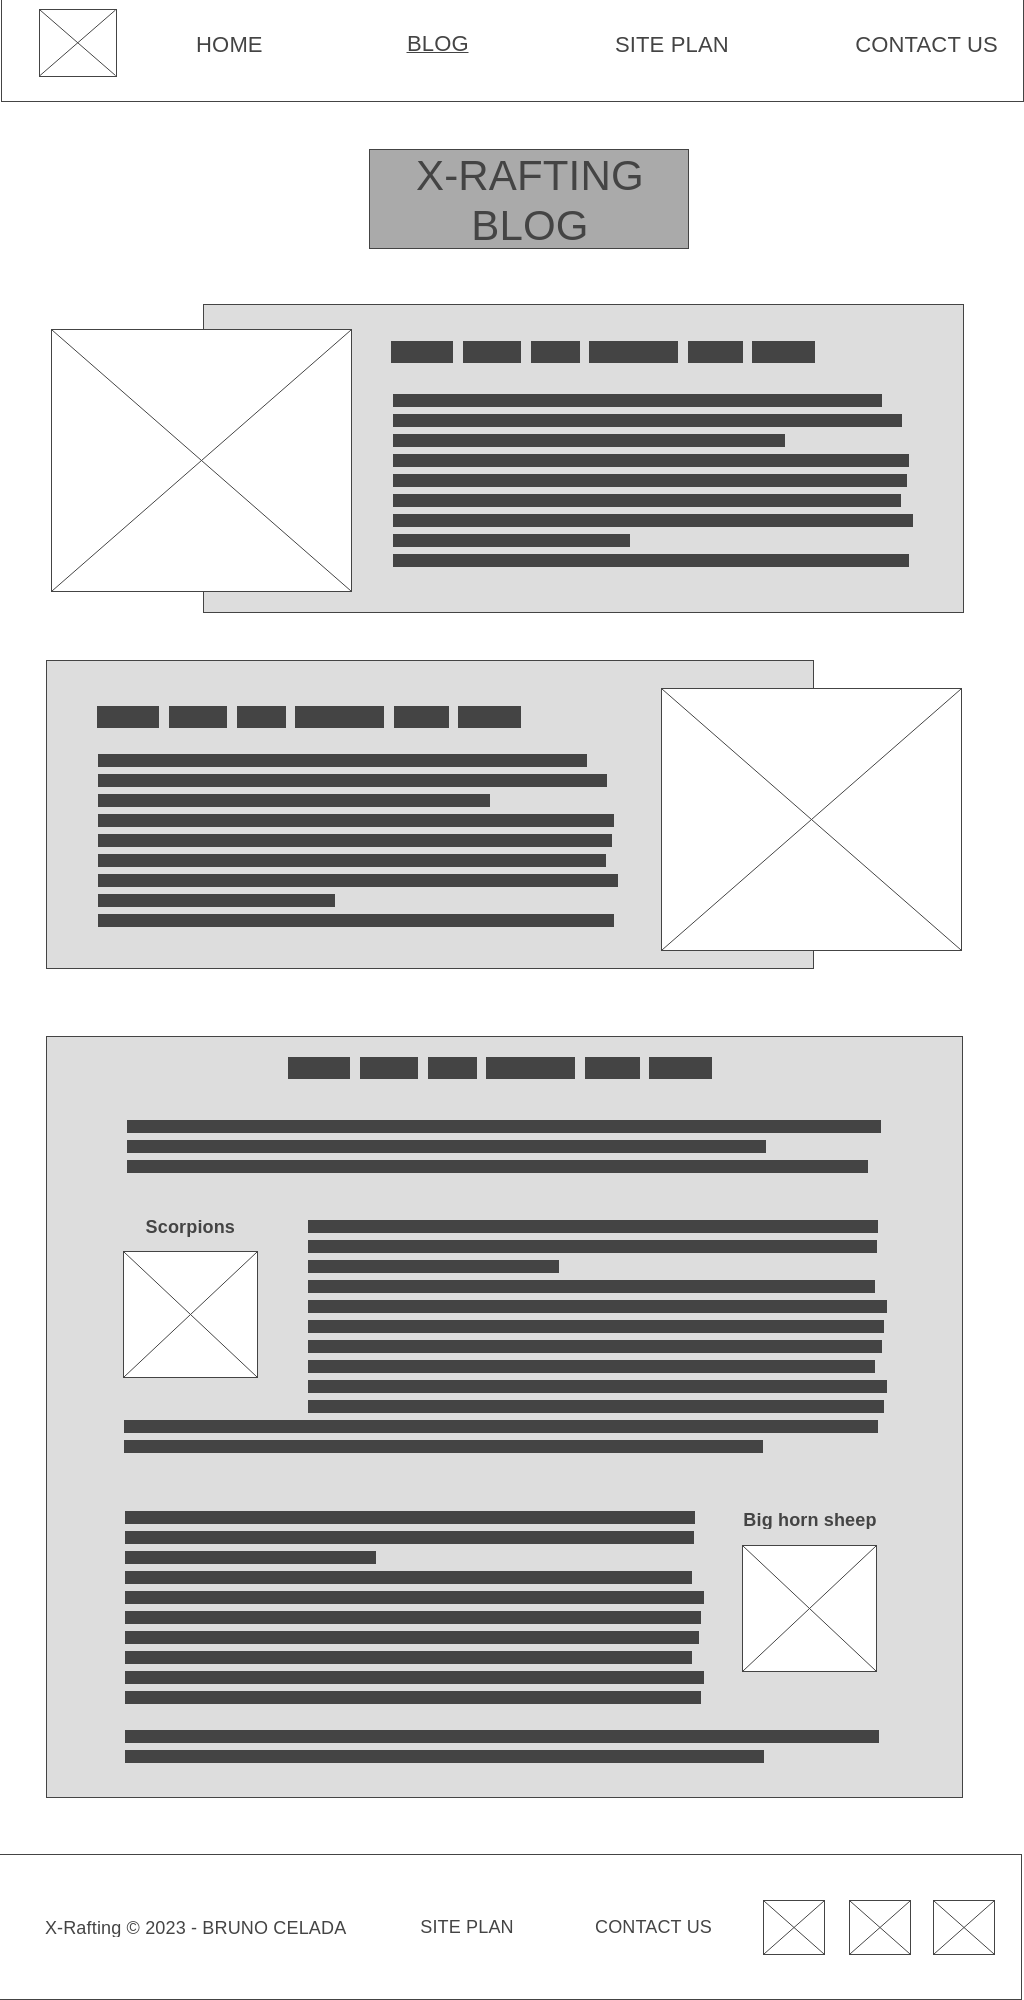 HOME BLOG SITE PLAN CONTACT US
X-RAFTING
BLOG
Scorpions
Big horn sheep
X-Rafting © 2023 - BRUNO CELADA SITE PLAN CONTACT US